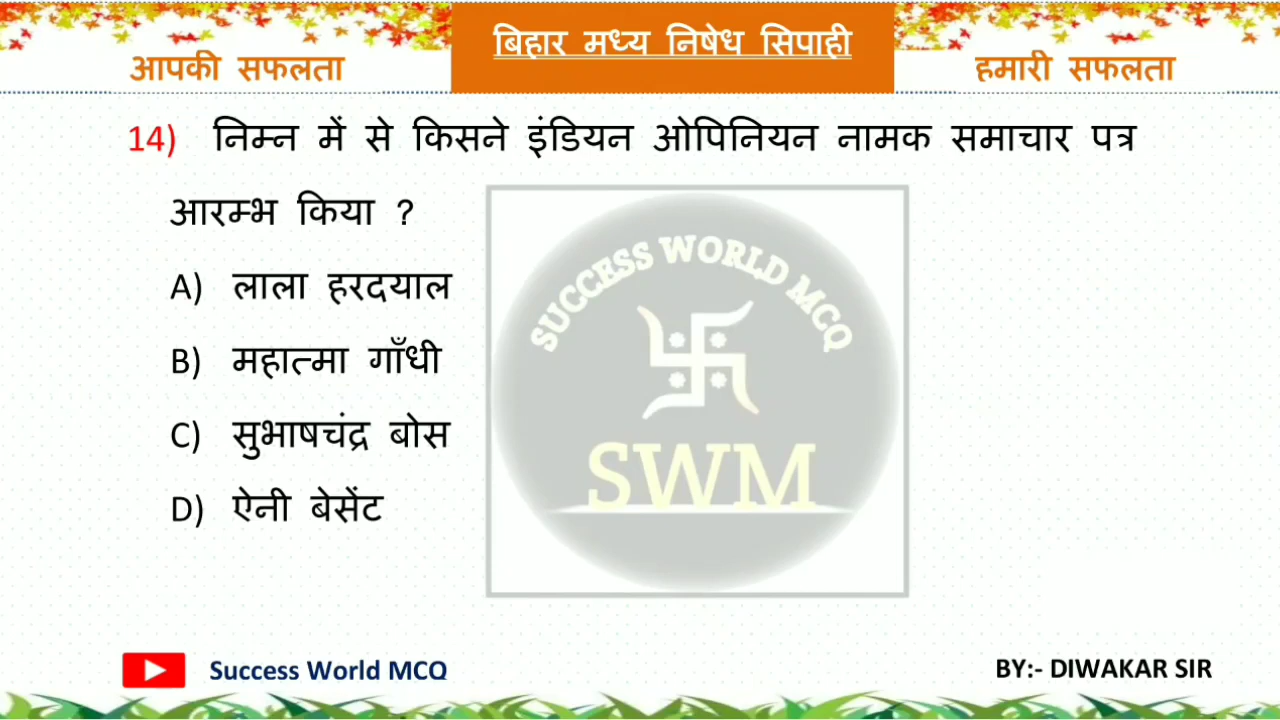 बिहार मध्य निषेध सिपाही
आपकी सफलता
हमारी सफलता
14) निम्न में से किसने इंडियन ओपिनियन नामक समाचार पत्र
आरम्भ किया ?
A) लाला हरदयाल
B) महात्मा गाँधी
C) सुभाषचंद्र बोस
D) ऐनी बेसेंट
SUCCESS WORLD MCQ
SWM
Success World MCQ
BY:- DIWAKAR SIR